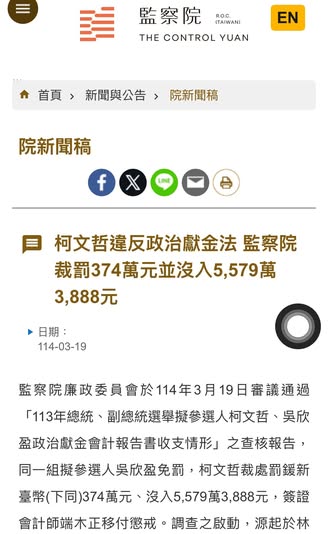 監察院 R.O.C. (TAIWAN)
THE CONTROL YUAN
EN
首頁 › 新聞與公告 › 院新聞稿
院新聞稿
LINE
柯文哲違反政治獻金法 監察院
裁罰374萬元並沒入5,579萬
3,888元
日期：
114-03-19
監察院廉政委員會於114年3月19日審議通過
「113年總統、副總統選舉擬參選人柯文哲、吳欣
盈政治獻金會計報告書收支情形」之查核報告，
同一組擬參選人吳欣盈免罰，柯文哲裁處罰鍰新
臺幣(下同)374萬元、沒入5,579萬3,888元，簽證
會計師端木正移付懲戒。調查之啟動，源起於林